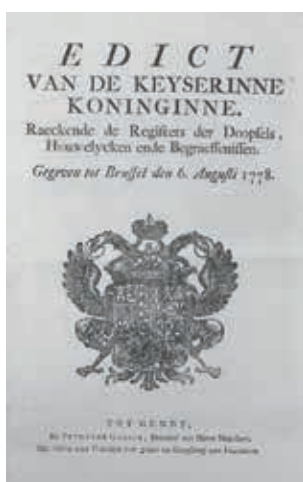 EDICT
VAN DE KEYSERINNE
KONINGINNE.
Raeckende de Registers der Doopsels,
Houwelycken ende Begraeffenissen.
Gegeven tot Brussel den 6. Augusti 1778.
TOT GENDT,